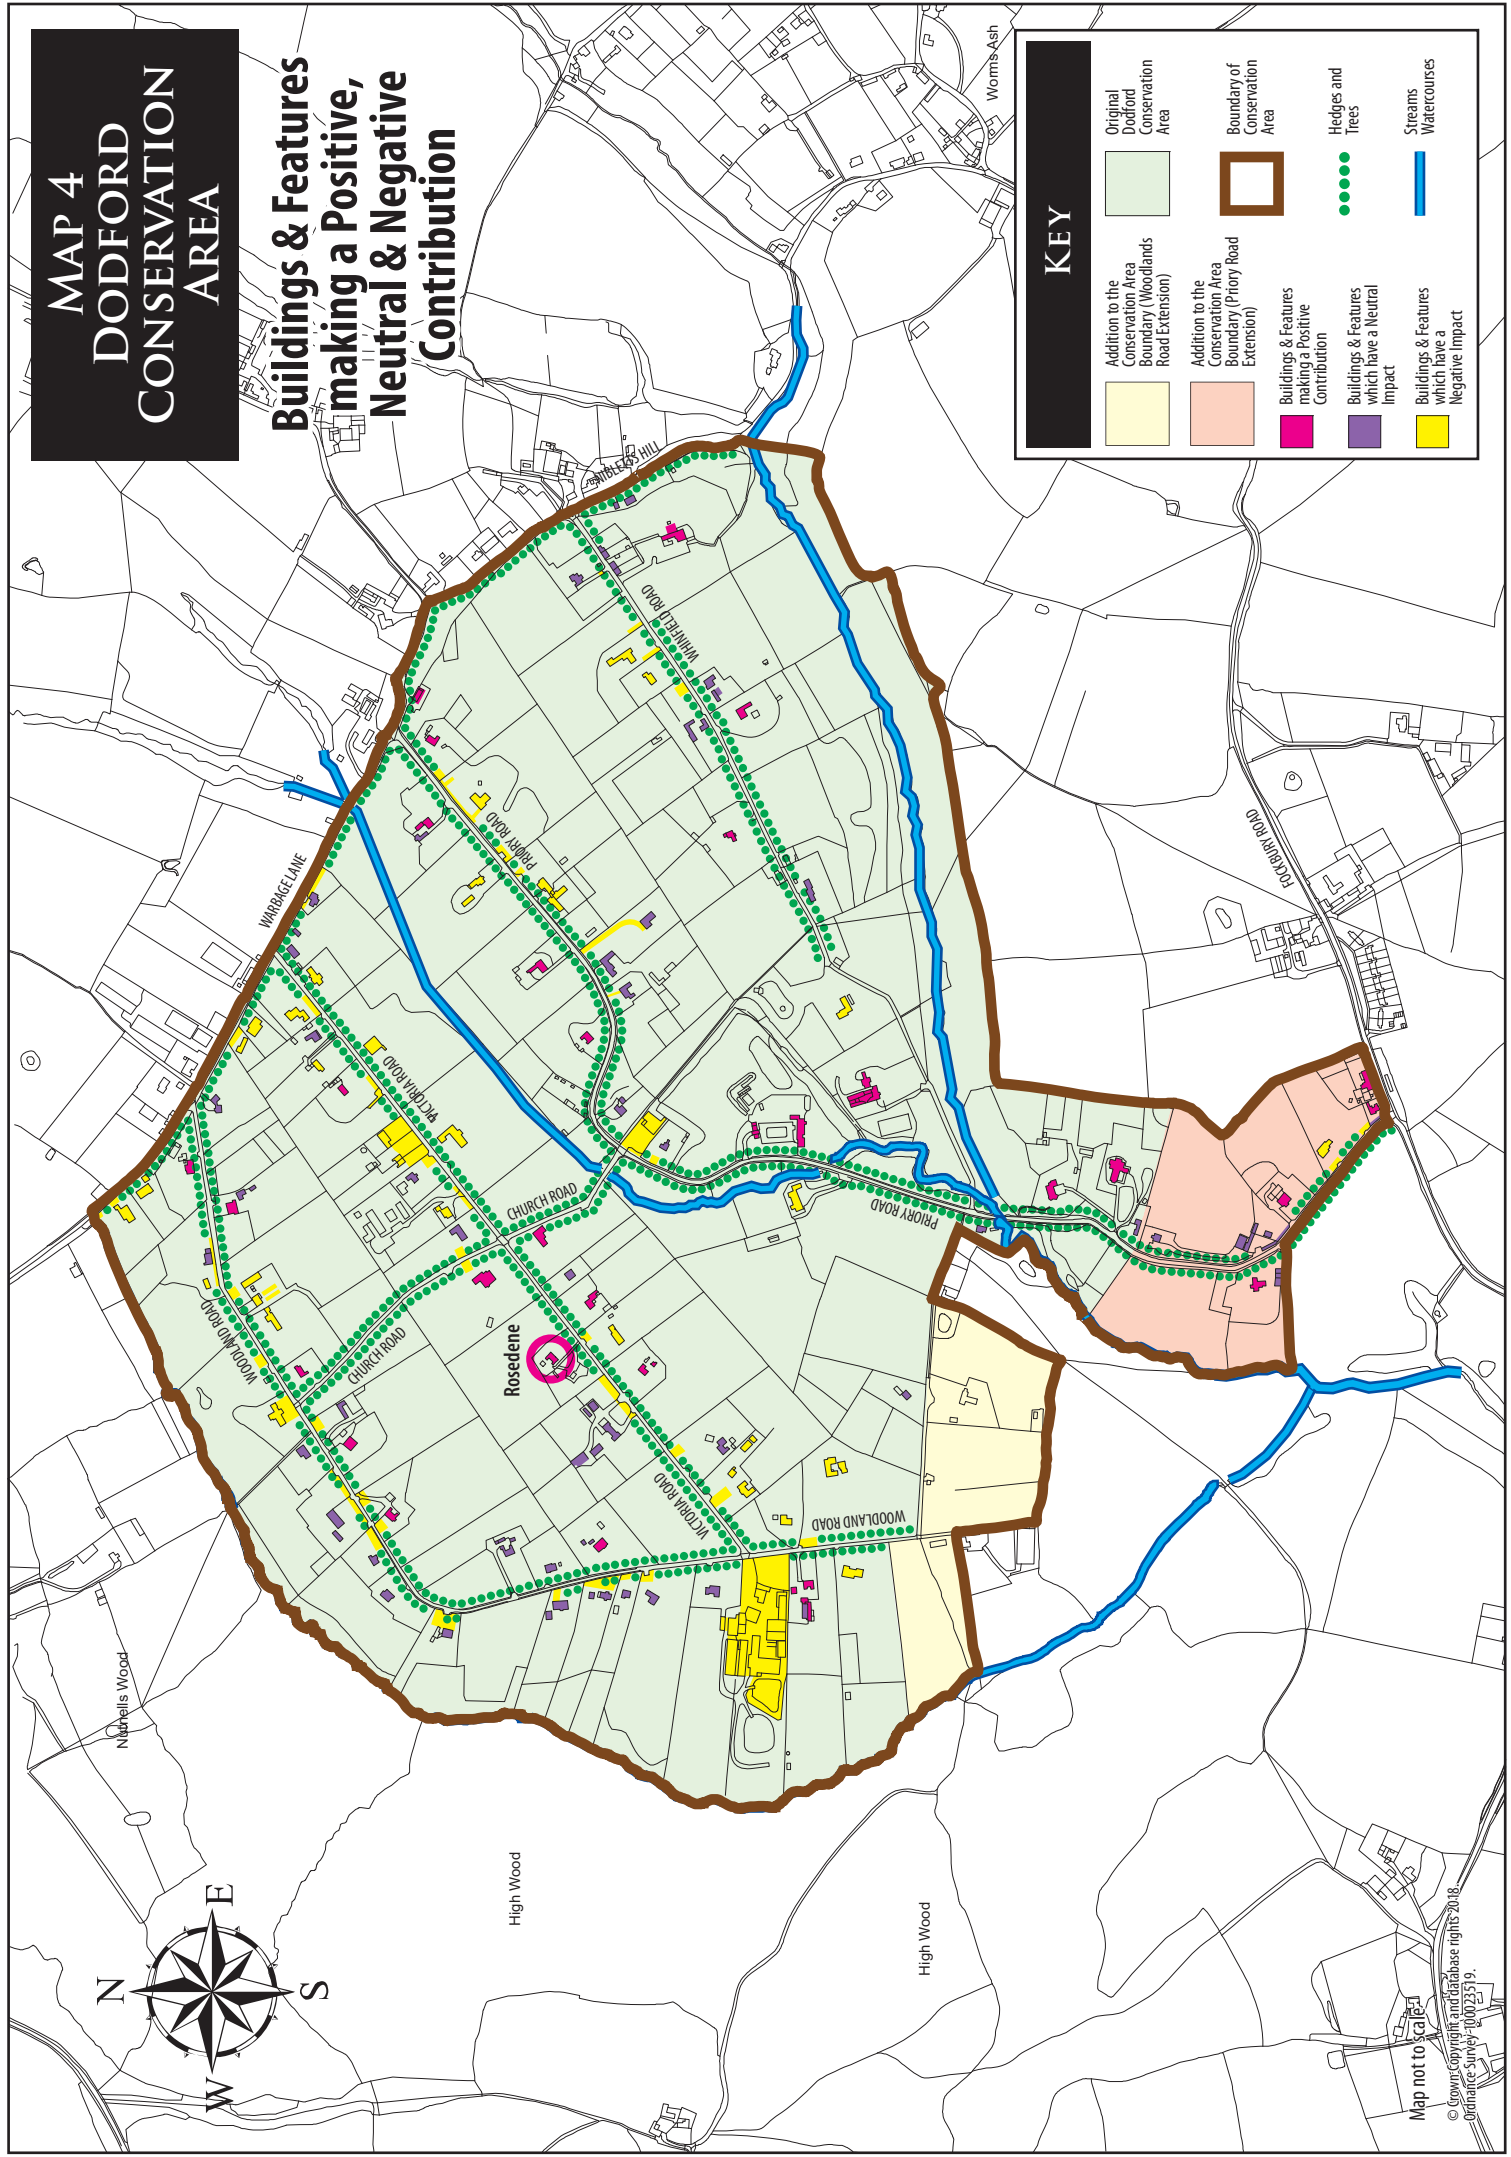 MAP 4
DODFORD
CONSERVATION
AREA
Buildings & Features
making a Positive,
Neutral & Negative
Contribution
N
E
S
W
Nutnells Wood
High Wood
High Wood
Worms Ash
WARBAGE LANE
NIBLETTS HILL
WHINFIELD ROAD
PRIORY ROAD
VICTORIA ROAD
CHURCH ROAD
WOODLAND ROAD
CHURCH ROAD
Rosedene
VICTORIA ROAD
WOODLAND ROAD
PRIORY ROAD
FOCKBURY ROAD
KEY
Addition to the
Conservation Area
Boundary (Woodlands
Road Extension)
Addition to the
Conservation Area
Boundary (Priory Road
Extension)
Buildings & Features
making a Positive
Contribution
Buildings & Features
which have a Neutral
Impact
Buildings & Features
which have a
Negative Impact
Original
Dodford
Conservation
Area
Boundary of
Conservation
Area
Hedges and
Trees
Streams
Watercourses
Map not to scale.
© Crown Copyright and database rights 2018.
Ordnance Survey 100023519.